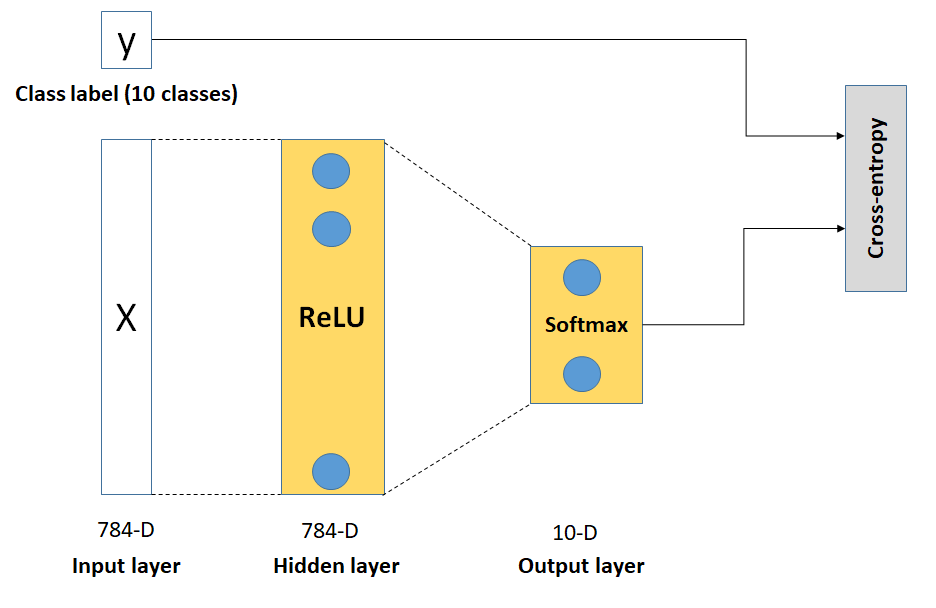 y
Class label (10 classes)
X
ReLU
Softmax
Cross-entropy
784-D
784-D
10-D
Input layer
Hidden layer
Output layer